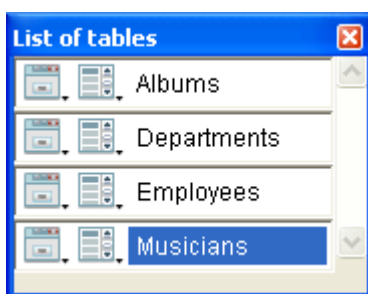 List of tables
Albums
Departments
Employees
Musicians